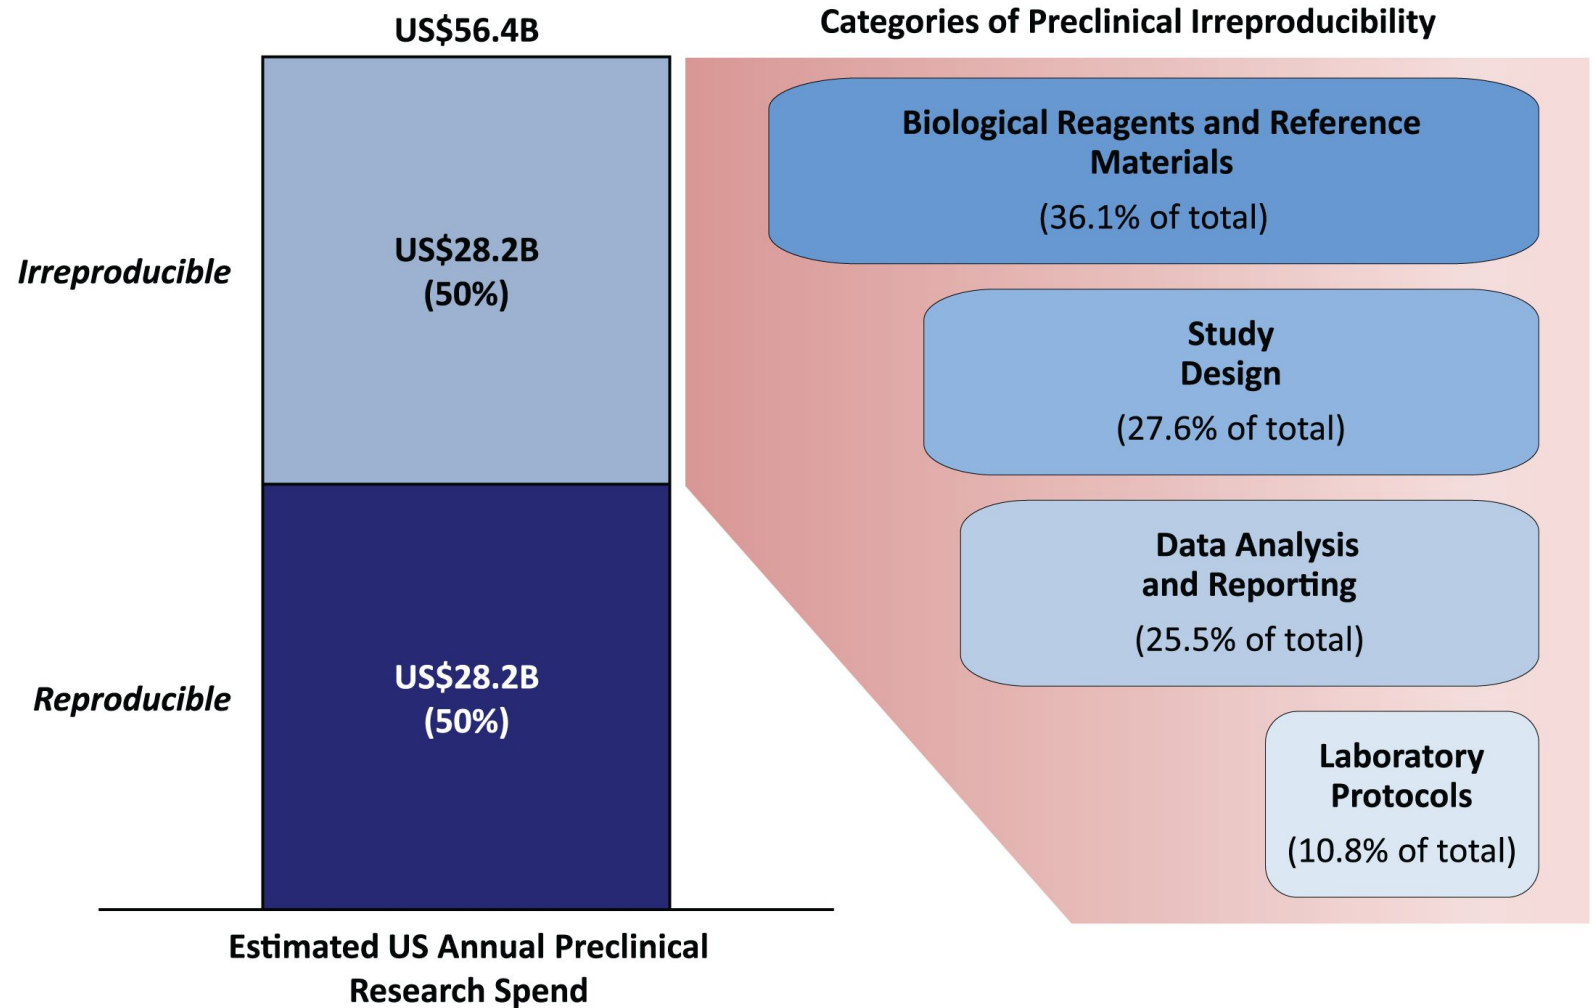 US$56.4B
Irreproducible
US$28.2B
(50%)
Reproducible
US$28.2B
(50%)
Estimated US Annual Preclinical
Research Spend
Categories of Preclinical Irreproducibility
Biological Reagents and Reference
Materials
(36.1% of total)
Study
Design
(27.6% of total)
Data Analysis
and Reporting
(25.5% of total)
Laboratory
Protocols
(10.8% of total)